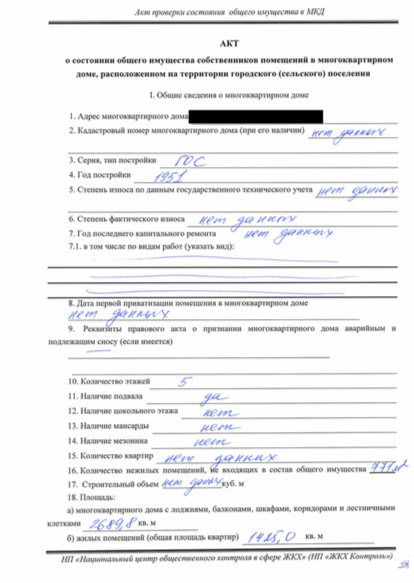 Акт проверки состояния общего имущества в МКД
АКТ
о состоянии общего имущества собственников помещений в многоквартирном
доме, расположенном на территории городского (сельского) поселения
I. Общие сведения о многоквартирном доме
1. Адрес многоквартирного дома
2. Кадастровый номер многоквартирного дома (при его наличии) нет данных
3. Серия, тип постройки ГОС
4. Год постройки 1951
5. Степень износа по данным государственного технического учета нет данных
6. Степень фактического износа нет данных
7. Год последнего капитального ремонта нет данных
7.1. в том числе по видам работ (указать вид):
8. Дата первой приватизации помещения в многоквартирном доме
нет данных
9. Реквизиты правового акта о признании многоквартирного дома аварийным и
подлежащим сносу (если имеется)
10. Количество этажей 5
11. Наличие подвала да
12. Наличие цокольного этажа нет
13. Наличие мансарды нет
14. Наличие мезонина нет
15. Количество квартир нет данных
16. Количество нежилых помещений, не входящих в состав общего имущества
17. Строительный объем нет данных куб. м
18. Площадь:
а) многоквартирного дома с лоджиями, балконами, шкафами, коридорами и лестничными
клетками 2689,8 кв. м
б) жилых помещений (общая площадь квартир) 1425,0 кв. м
НП «Национальный центр общественного контроля в сфере ЖКХ» (НП «ЖКХ Контроль»)